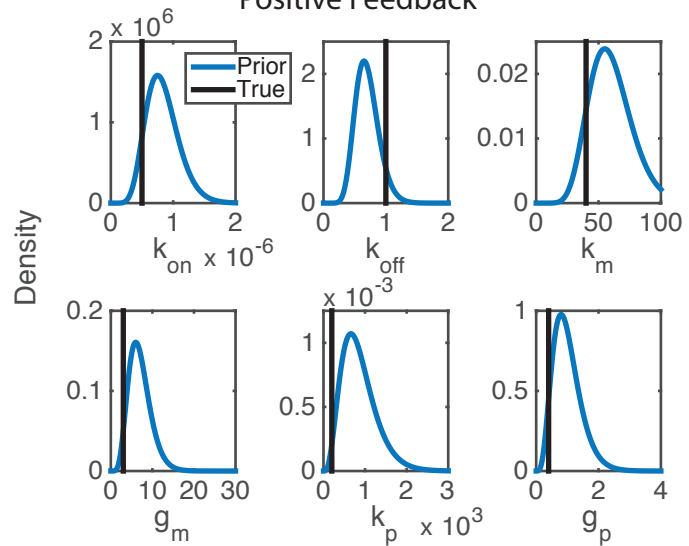 Positive Feedback
x 10^6
2
1
0
0 1 2
k_on x 10^-6
Prior
True
2
1
0
0 1 2
k_off
0.02
0.01
0
0 50 100
k_m
Density
0.2
0.1
0
0 10 20 30
g_m
x 10^-3
1
0.5
0
0 1 2 3
k_p x 10^3
1
0.5
0
0 2 4
g_p